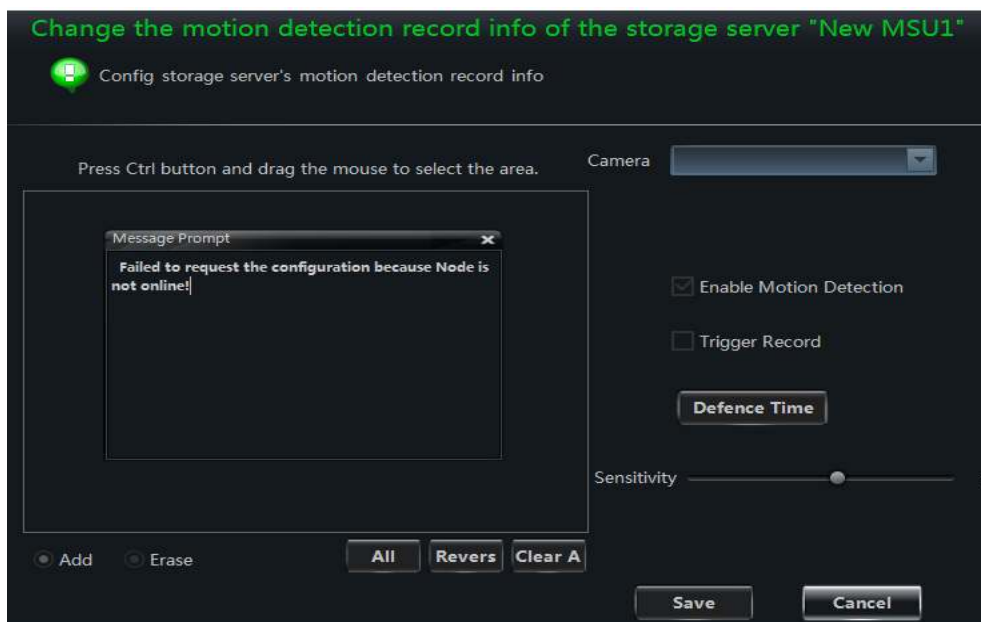 Change the motion detection record info of the storage server "New MSU1"
Config storage server's motion detection record info
Press Ctrl button and drag the mouse to select the area.
Camera
Message Prompt
Failed to request the configuration because Node is
not online!
Enable Motion Detection
Trigger Record
Defence Time
Sensitivity
Add
Erase
All
Revers
Clear A
Save
Cancel